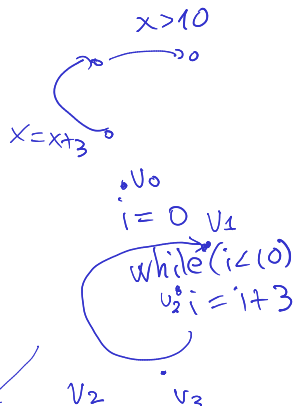 x>10
x=x+3
v0
i = 0 v1
while(i<10)
v2 i = i+3
v2 v3